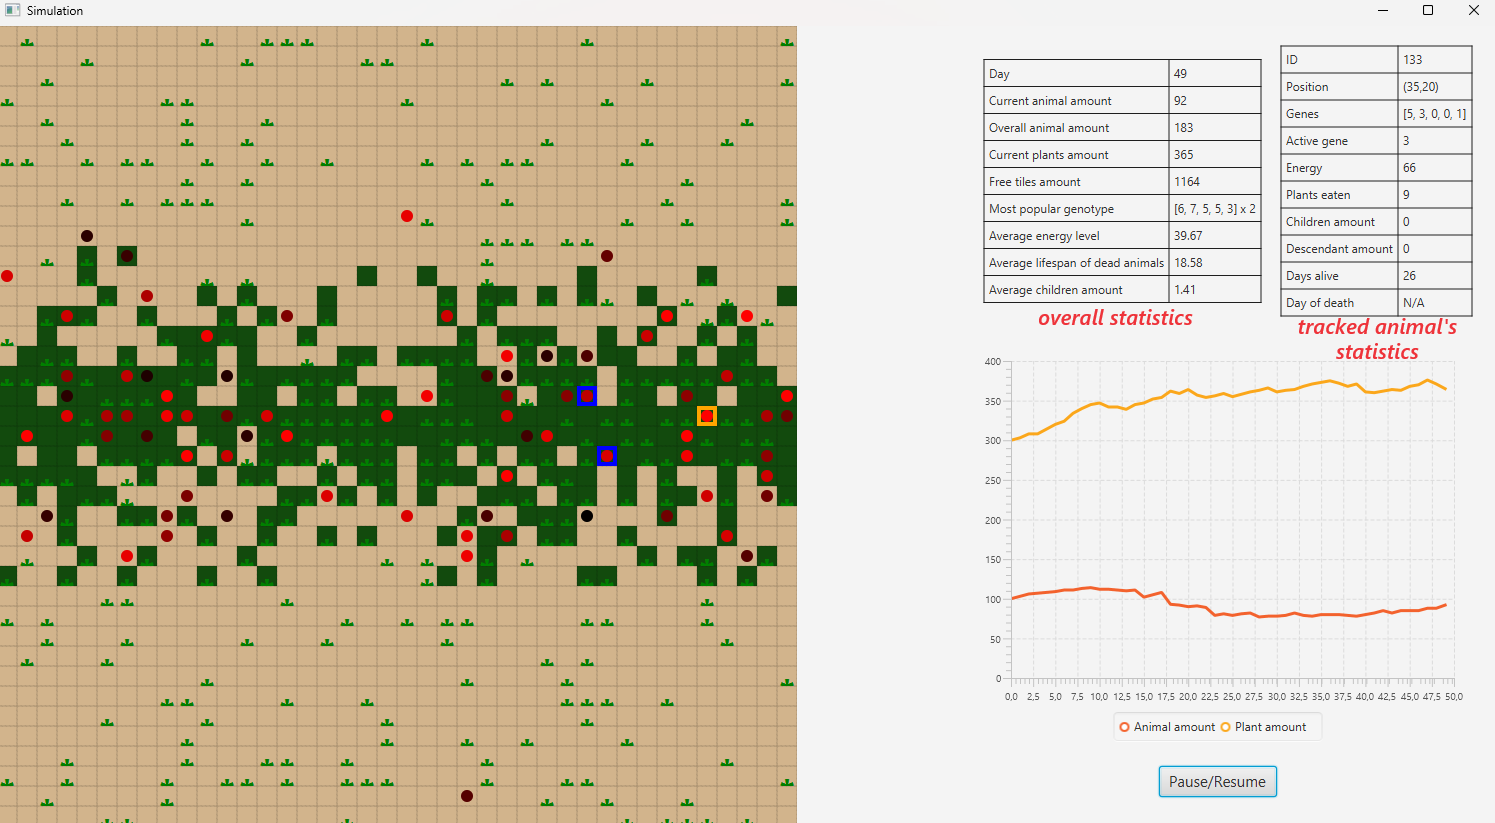 Simulation
Day 49
Current animal amount 92
Overall animal amount 183
Current plants amount 365
Free tiles amount 1164
Most popular genotype [6, 7, 5, 5, 3] x 2
Average energy level 39.67
Average lifespan of dead animals 18.58
Average children amount 1.41
overall statistics
ID 133
Position (35,20)
Genes [5, 3, 0, 0, 1]
Active gene 3
Energy 66
Plants eaten 9
Children amount 0
Descendant amount 0
Days alive 26
Day of death N/A
tracked animal's
statistics
400
350
300
250
200
150
100
50
0
0,0 2,5 5,0 7,5 10,0 12,5 15,0 17,5 20,0 22,5 25,0 27,5 30,0 32,5 35,0 37,5 40,0 42,5 45,0 47,5 50,0
Animal amount Plant amount
Pause/Resume